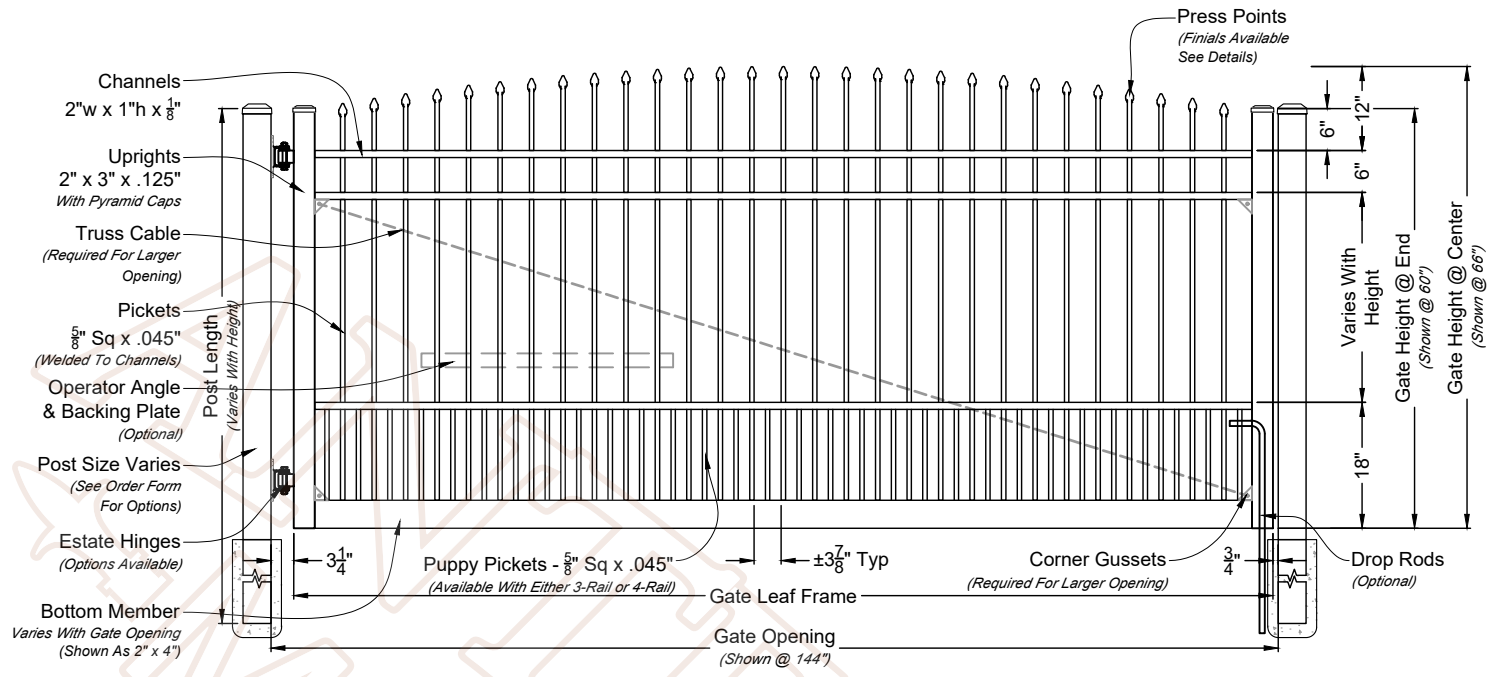 Press Points
(Finials Available
See Details)
Channels
2"w x 1"h x 1/8"
Uprights
2" x 3" x .125"
With Pyramid Caps
Truss Cable
(Required For Larger
Opening)
Pickets
5/8" Sq x .045"
(Welded To Channels)
Operator Angle
& Backing Plate
(Optional)
Post Size Varies
(See Order Form
For Options)
Estate Hinges
(Options Available)
Bottom Member
Varies With Gate Opening
(Shown As 2" x 4")
Post Length
(Varies With Height)
3 1/4"
Puppy Pickets - 5/8" Sq x .045"
(Available With Either 3-Rail or 4-Rail)
±3 7/8" Typ
Corner Gussets
(Required For Larger Opening)
3/4"
Drop Rods
(Optional)
Gate Leaf Frame
Gate Opening
(Shown @ 144")
6"
12"
6"
Varies With
Height
18"
Gate Height @ End
(Shown @ 60")
Gate Height @ Center
(Shown @ 66")